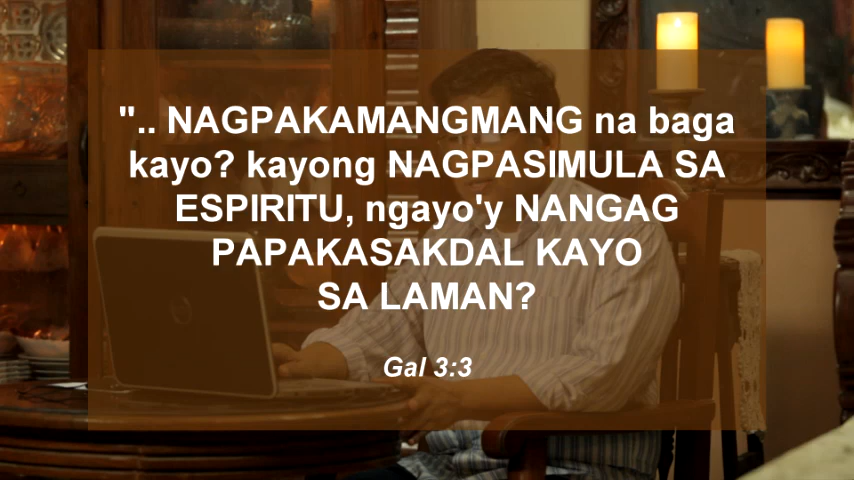 ".. NAGPAKAMANGMANG na baga
kayo? kayong NAGPASIMULA SA
ESPIRITU, ngayo'y NANGAG
PAPAKASAKDAL KAYO
SA LAMAN?
Gal 3:3